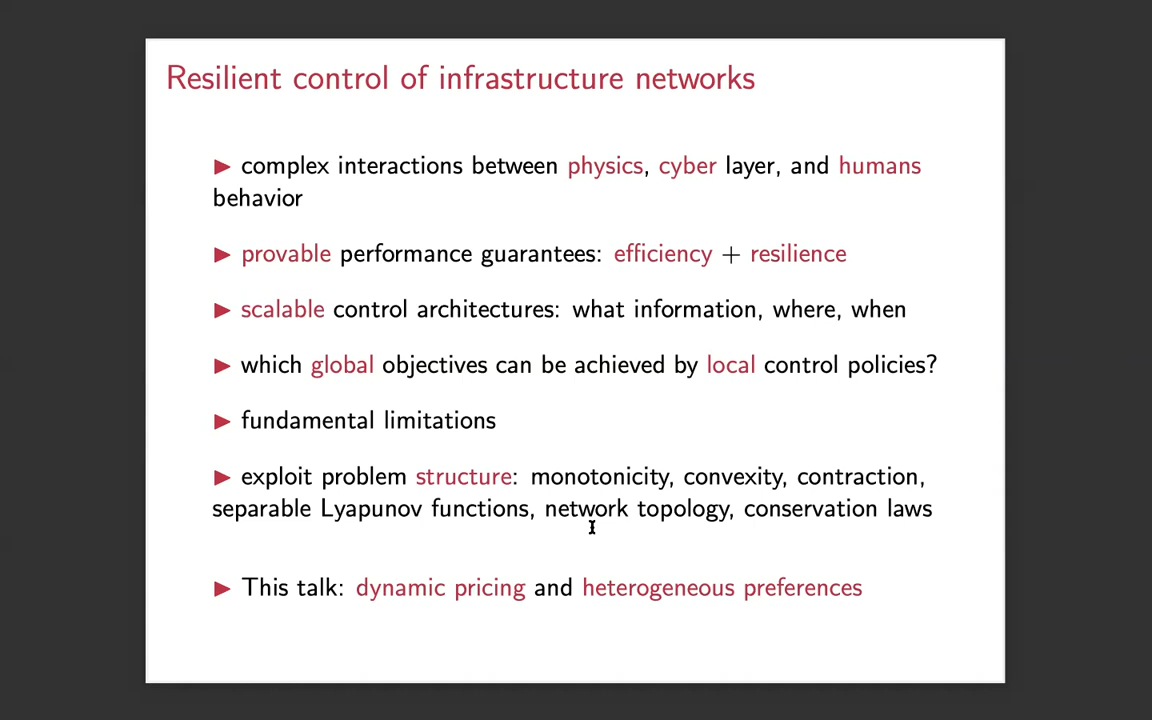 Resilient control of infrastructure networks
▶ complex interactions between physics, cyber layer, and humans
behavior
▶ provable performance guarantees: efficiency + resilience
▶ scalable control architectures: what information, where, when
▶ which global objectives can be achieved by local control policies?
▶ fundamental limitations
▶ exploit problem structure: monotonicity, convexity, contraction,
separable Lyapunov functions, network topology, conservation laws
▶ This talk: dynamic pricing and heterogeneous preferences